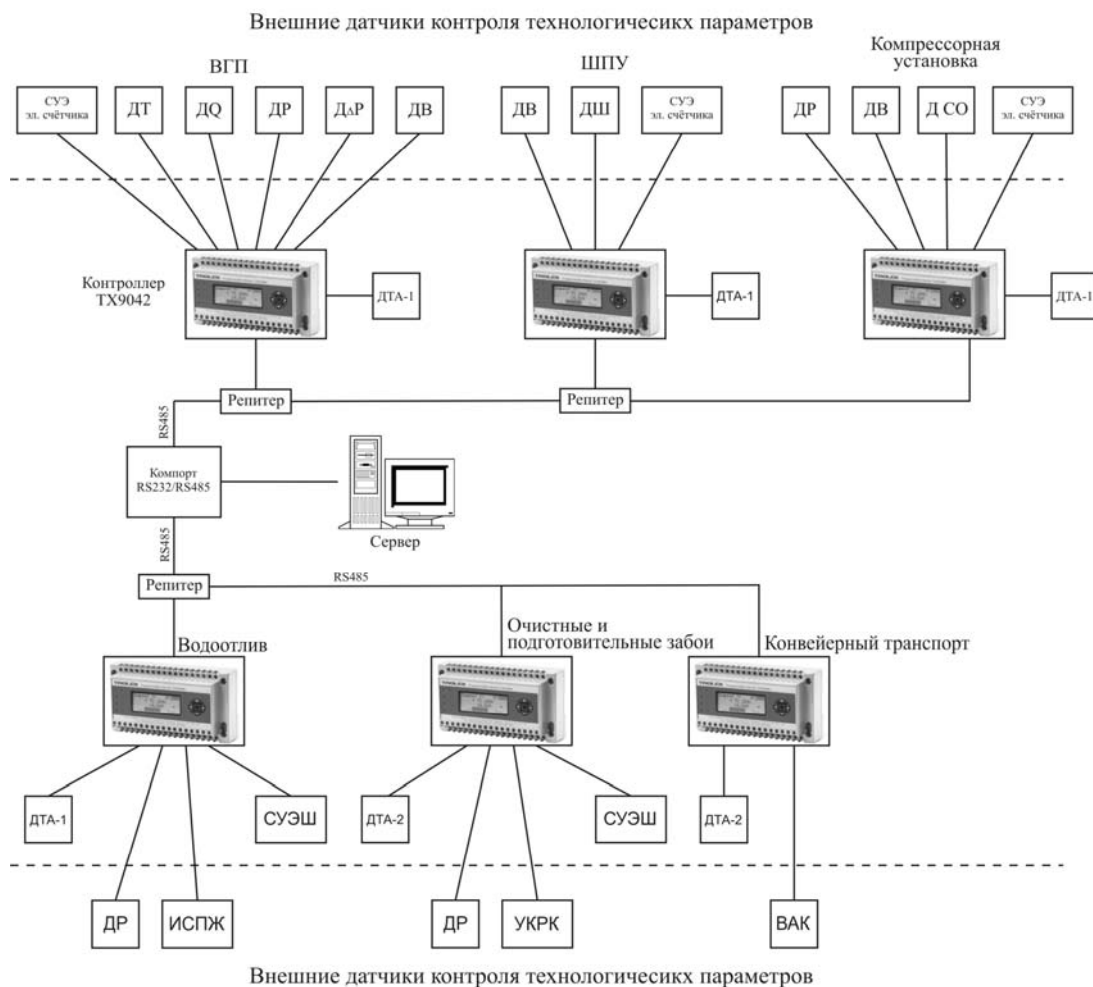 Внешние датчики контроля технологичесикх параметров
ВГП
ШПУ
Компрессорная
установка
СУЭ
эл. счётчика
ДТ
ДQ
ДР
Д∆Р
ДВ
ДВ
ДШ
СУЭ
эл. счётчика
ДР
ДВ
Д СО
СУЭ
эл. счётчика
Контроллер
ТХ9042
ДТА-1
ДТА-1
ДТА-1
Репитер
Репитер
RS485
Компорт
RS232/RS485
Сервер
RS485
Репитер
RS485
Водоотлив
Очистные и
подготовительные забои
Конвейерный транспорт
ДТА-1
СУЭШ
ДТА-2
СУЭШ
ДТА-2
ДР
ИСПЖ
ДР
УКРК
ВАК
Внешние датчики контроля технологичесикх параметров